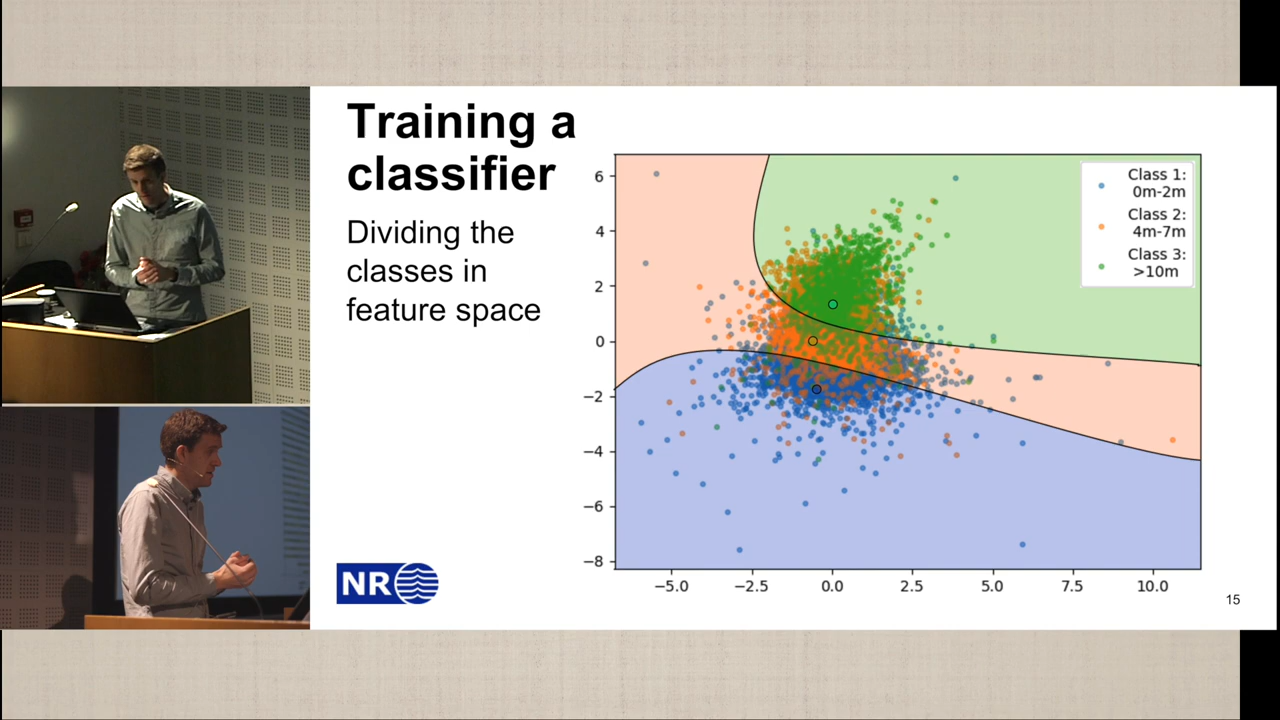 Training a
classifier
Dividing the
classes in
feature space
6
4
2
0
−2
−4
−6
−8
−5.0 −2.5 0.0 2.5 5.0 7.5 10.0
Class 1:
0m-2m
Class 2:
4m-7m
Class 3:
>10m
NR
15